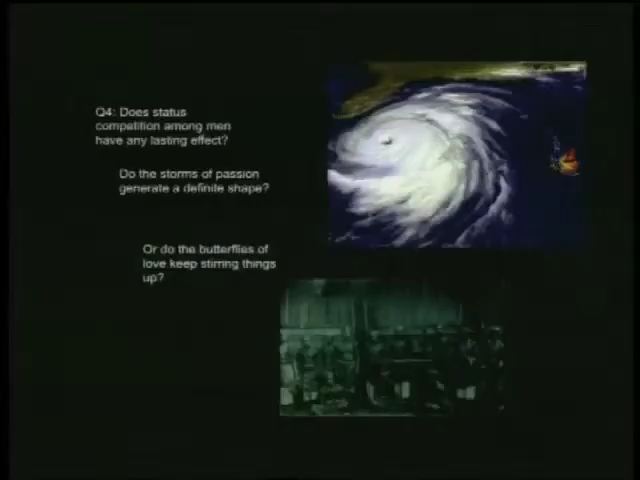 Q4: Does status
competition among men
have any lasting effect?
Do the storms of passion
generate a definite shape?
Or do the butterflies of
love keep stirring things
up?